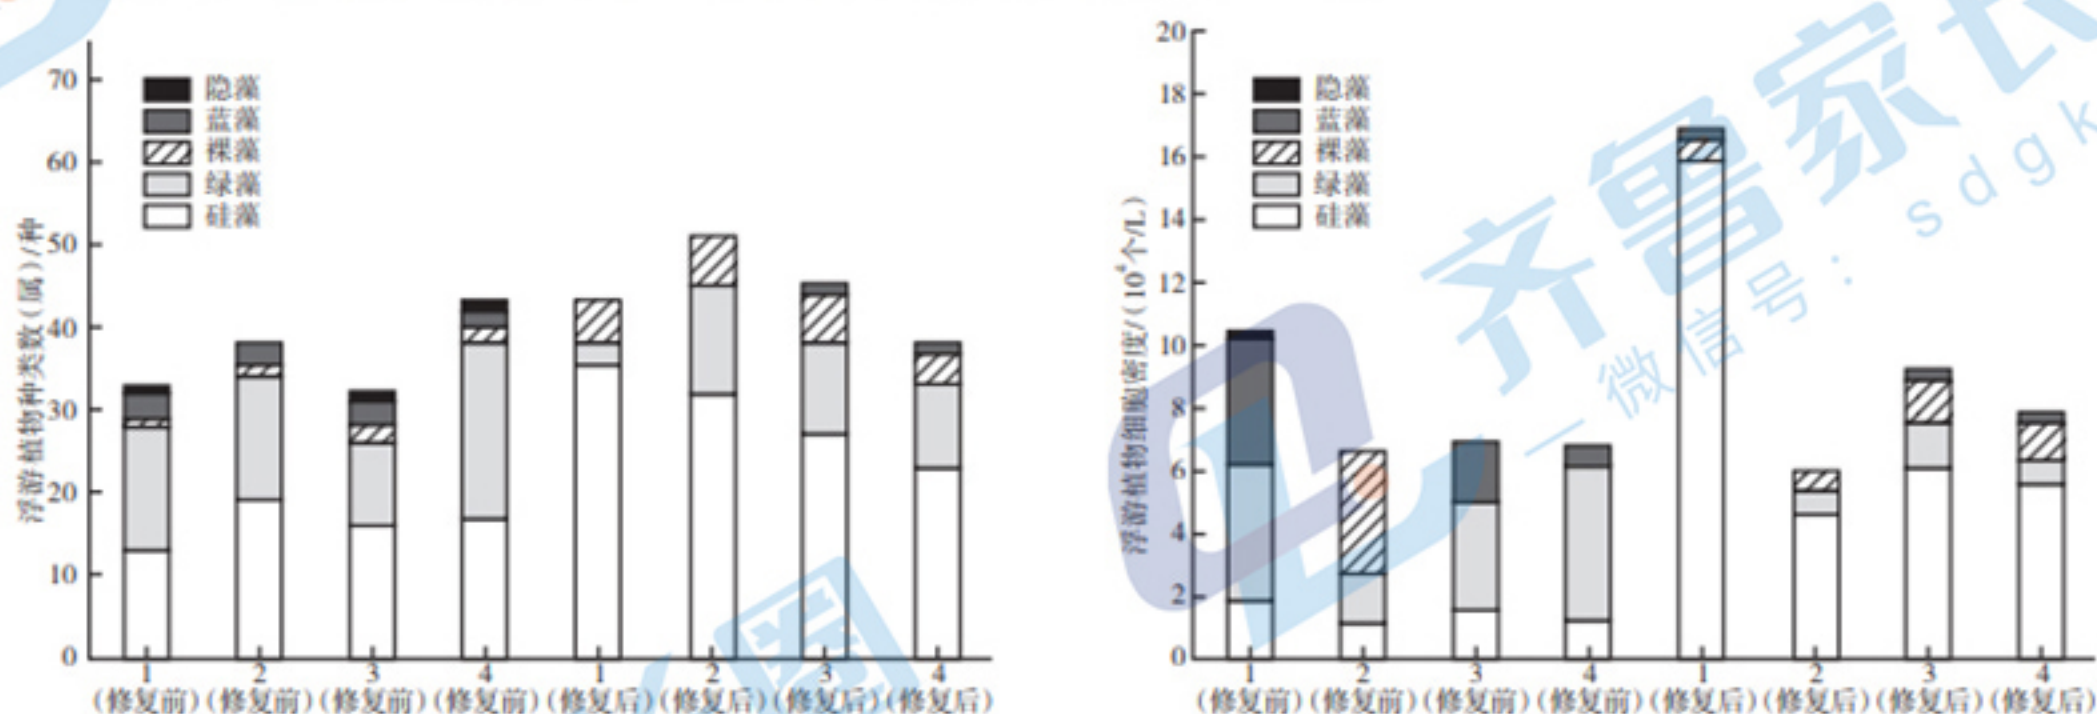 浮游植物种类数(属)/种
70
60
50
40
30
20
10
0
隐藻
蓝藻
裸藻
绿藻
硅藻
1 2 3 4 1 2 3 4
(修复前)(修复前)(修复前)(修复前)(修复后)(修复后)(修复后)(修复后)
浮游植物细胞密度/(10⁴个/L)
20
18
16
14
12
10
8
6
4
2
0
隐藻
蓝藻
裸藻
绿藻
硅藻
1 2 3 4 1 2 3 4
(修复前)(修复前)(修复前)(修复前)(修复后)(修复后)(修复后)(修复后)
齐鲁家长
微信号:
sdgk
圈